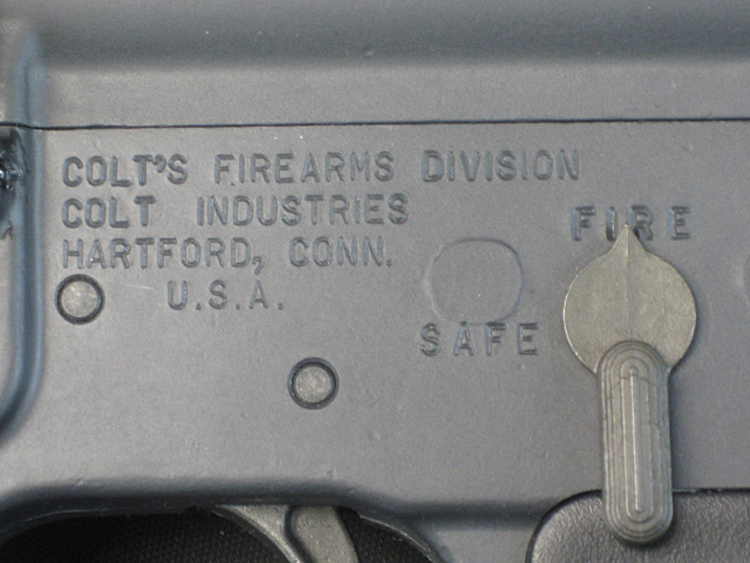 COLT'S FIREARMS DIVISION
COLT INDUSTRIES
HARTFORD, CONN.
U.S.A.
FIRE
SAFE